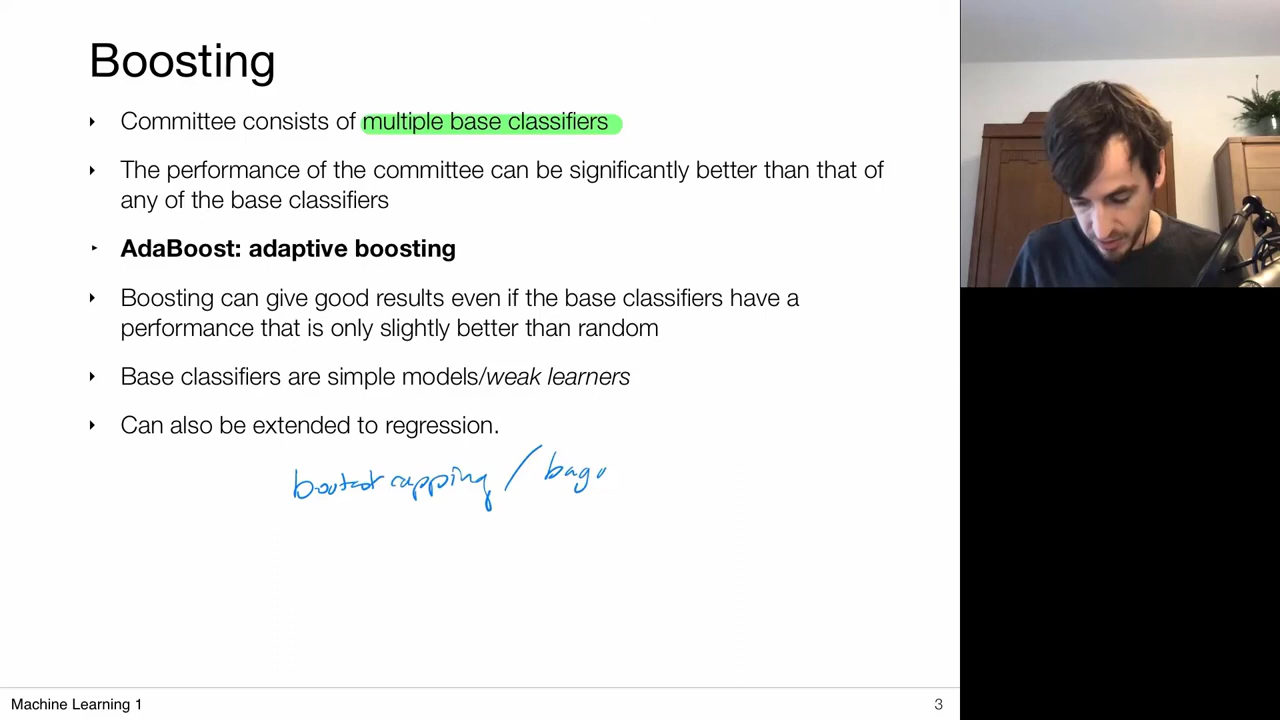 Boosting
‣ Committee consists of multiple base classifiers
‣ The performance of the committee can be significantly better than that of
any of the base classifiers
‣ AdaBoost: adaptive boosting
‣ Boosting can give good results even if the base classifiers have a
performance that is only slightly better than random
‣ Base classifiers are simple models/weak learners
‣ Can also be extended to regression.
bootstrapping / bag
Machine Learning 1
3